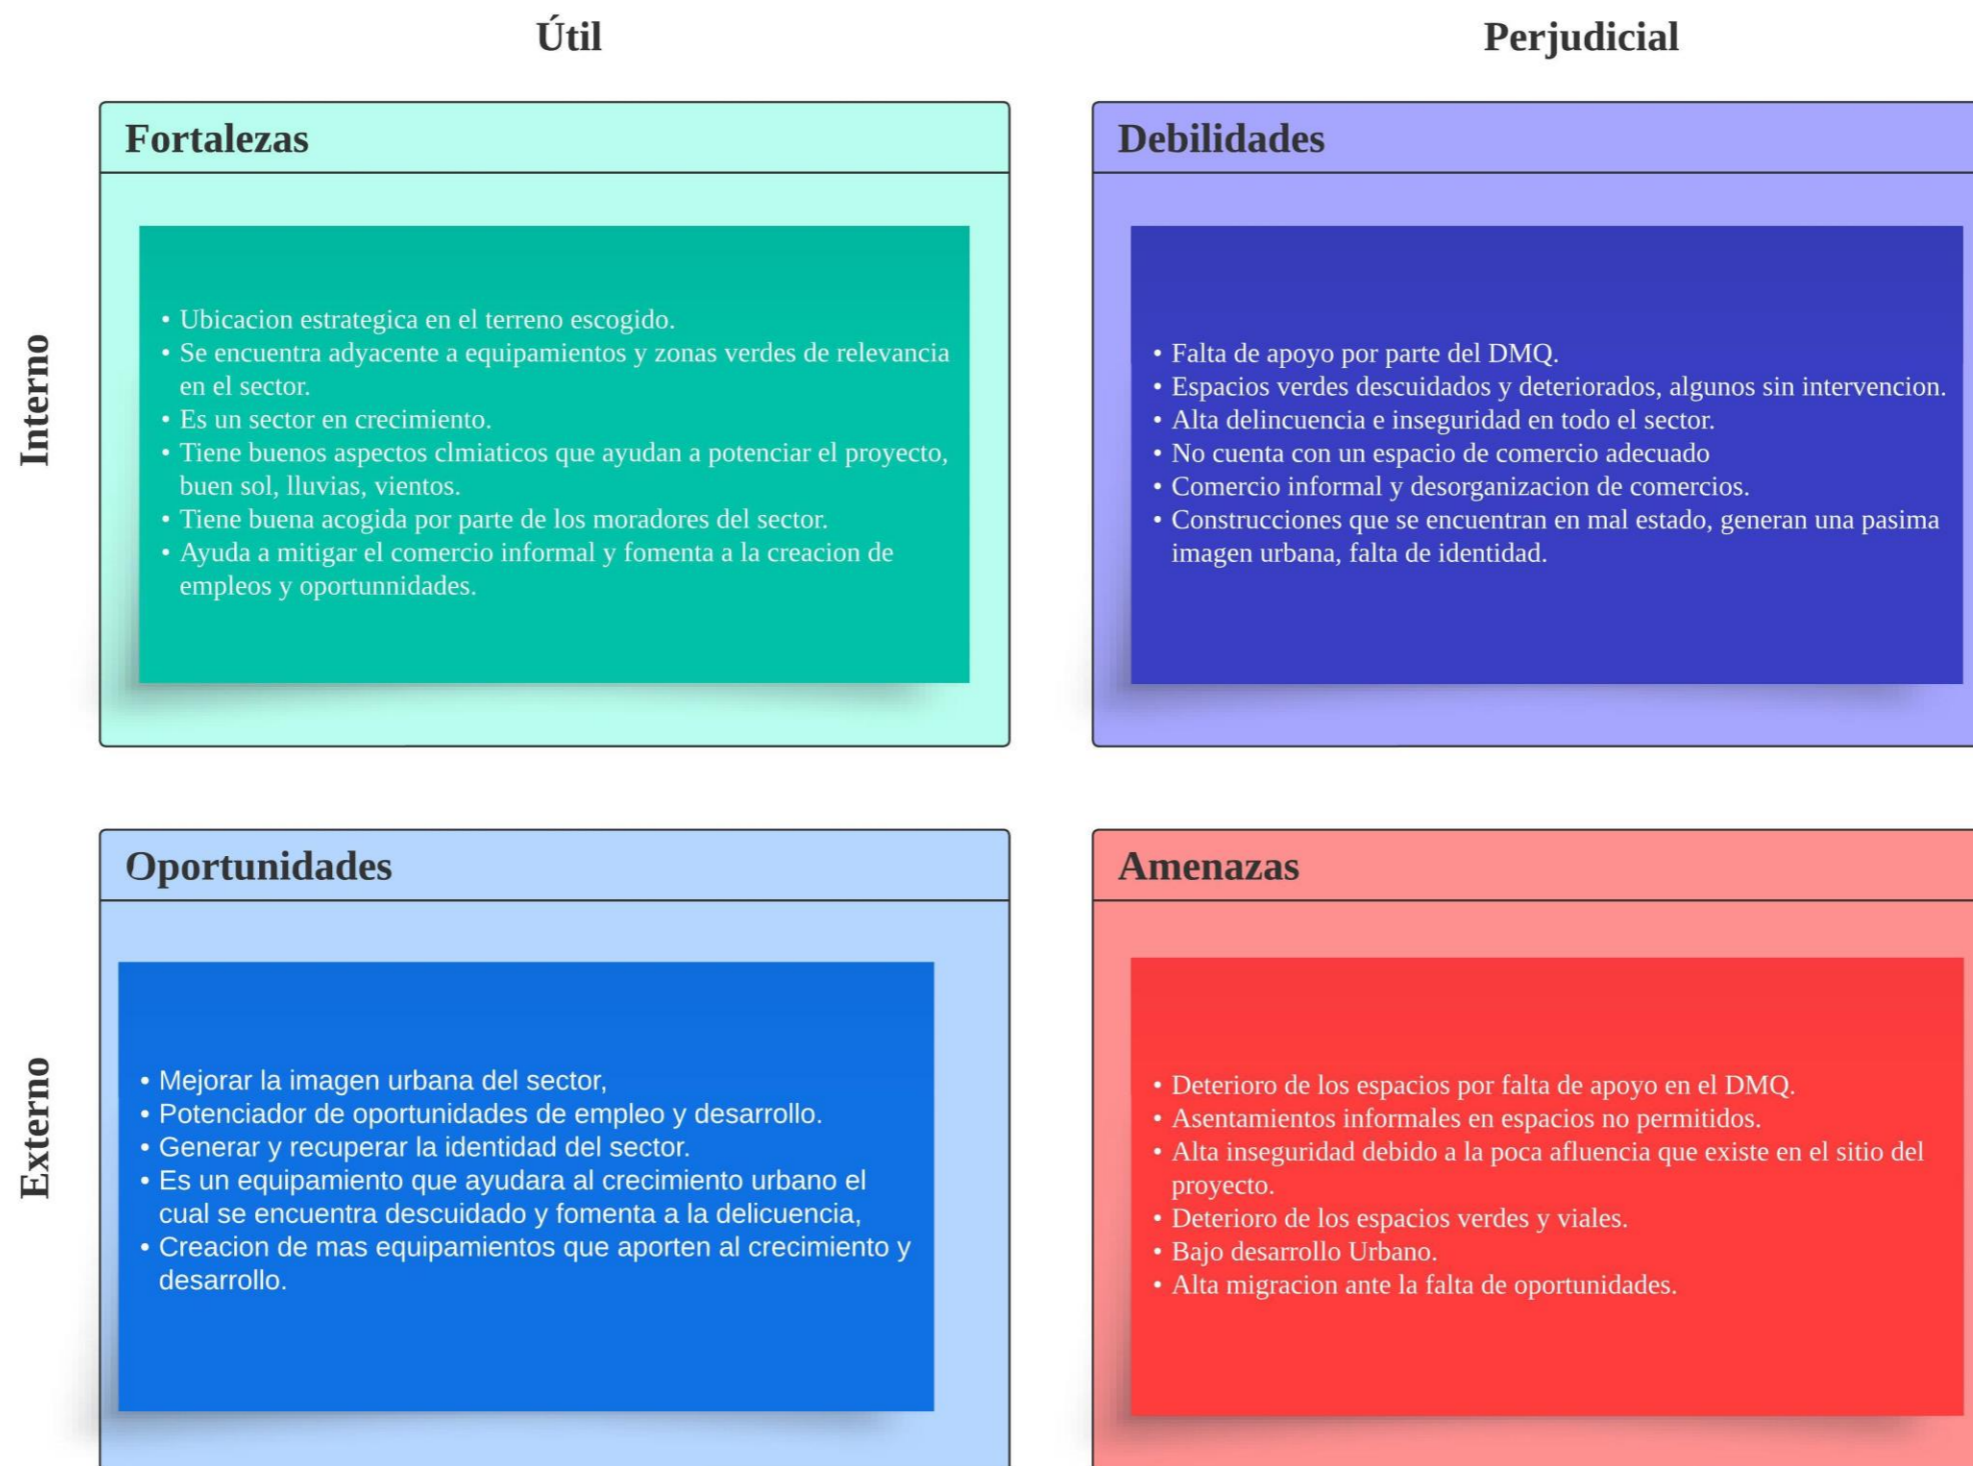 Útil
Perjudicial
Interno
Fortalezas
• Ubicacion estrategica en el terreno escogido.
• Se encuentra adyacente a equipamientos y zonas verdes de relevancia
en el sector.
• Es un sector en crecimiento.
• Tiene buenos aspectos clmiaticos que ayudan a potenciar el proyecto,
buen sol, lluvias, vientos.
• Tiene buena acogida por parte de los moradores del sector.
• Ayuda a mitigar el comercio informal y fomenta a la creacion de
empleos y oportunnidades.
Debilidades
• Falta de apoyo por parte del DMQ.
• Espacios verdes descuidados y deteriorados, algunos sin intervencion.
• Alta delincuencia e inseguridad en todo el sector.
• No cuenta con un espacio de comercio adecuado
• Comercio informal y desorganizacion de comercios.
• Construcciones que se encuentran en mal estado, generan una pasima
imagen urbana, falta de identidad.
Externo
Oportunidades
• Mejorar la imagen urbana del sector,
• Potenciador de oportunidades de empleo y desarrollo.
• Generar y recuperar la identidad del sector.
• Es un equipamiento que ayudara al crecimiento urbano el
cual se encuentra descuidado y fomenta a la delicuencia,
• Creacion de mas equipamientos que aporten al crecimiento y
desarrollo.
Amenazas
• Deterioro de los espacios por falta de apoyo en el DMQ.
• Asentamientos informales en espacios no permitidos.
• Alta inseguridad debido a la poca afluencia que existe en el sitio del
proyecto.
• Deterioro de los espacios verdes y viales.
• Bajo desarrollo Urbano.
• Alta migracion ante la falta de oportunidades.